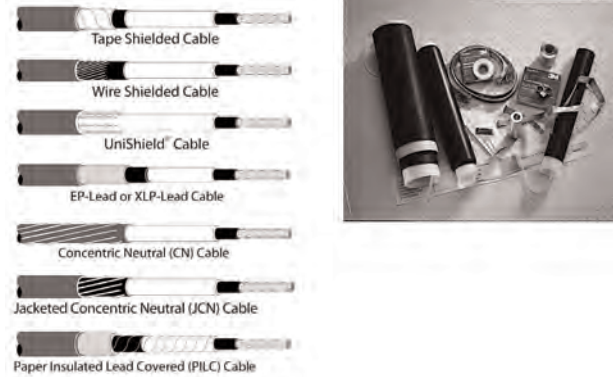 Tape Shielded Cable
Wire Shielded Cable
UniShield® Cable
EP-Lead or XLP-Lead Cable
Concentric Neutral (CN) Cable
Jacketed Concentric Neutral (JCN) Cable
Paper Insulated Lead Covered (PILC) Cable
3M